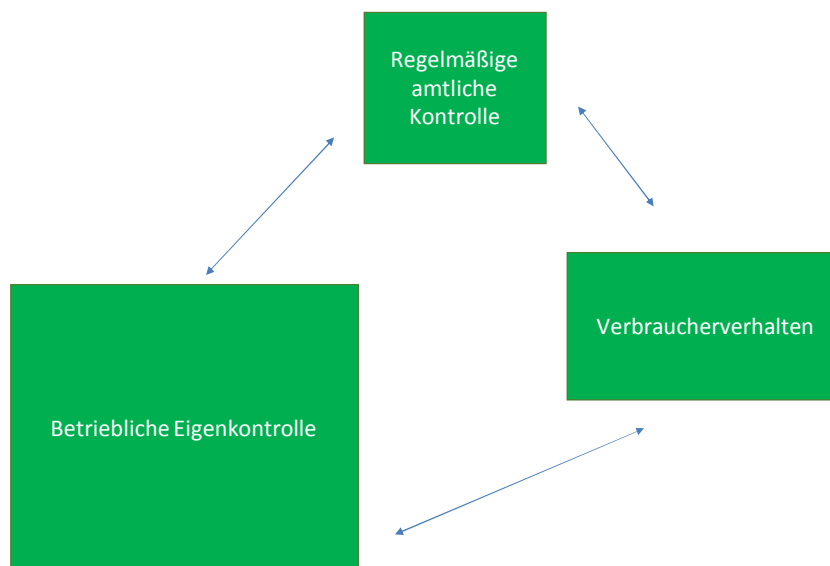 Regelmäßige
amtliche
Kontrolle
Verbraucherverhalten
Betriebliche Eigenkontrolle